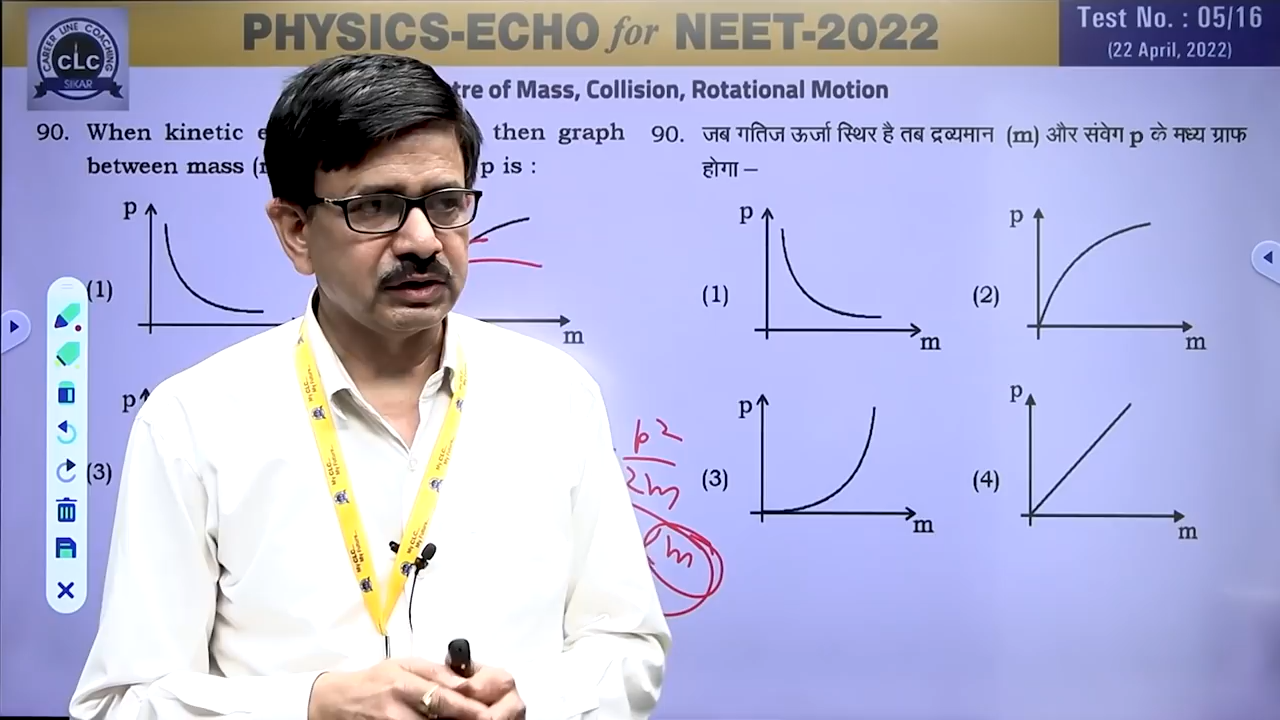 PHYSICS-ECHO for NEET-2022
Test No. : 05/16
(22 April, 2022)
CAREER LINE COACHING
CLC
SIKAR
of Mass, Collision, Rotational Motion
90. When kinetic then graph
between mass p is :
90. जब गतिज ऊर्जा स्थिर है तब द्रव्यमान (m) और संवेग p के मध्य ग्राफ
होगा –
p
(1)
m
p
(3)
p
(1)
m
p
(2)
m
p
(3)
m
p
(4)
m
p²
2m
m